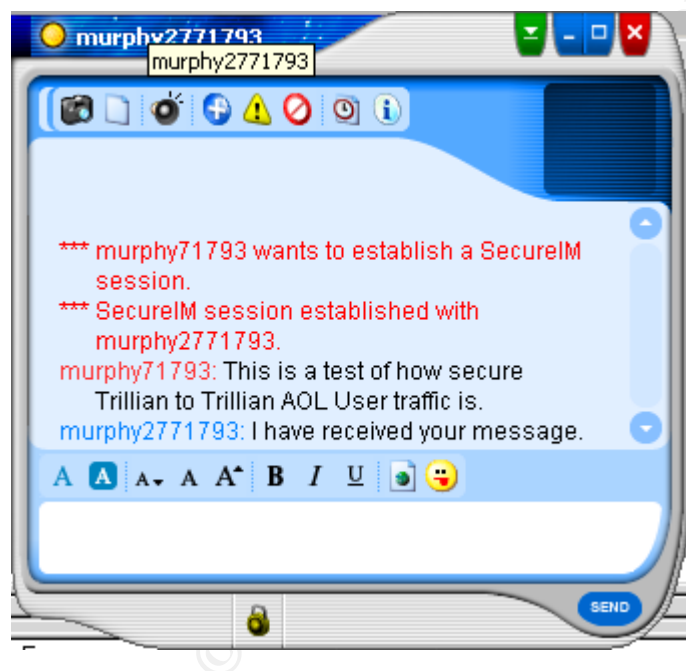 murphy2771793
murphy2771793
*** murphy71793 wants to establish a SecureIM
session.
*** SecureIM session established with
murphy2771793.
murphy71793: This is a test of how secure
Trillian to Trillian AOL User traffic is.
murphy2771793: I have received your message.
A A A A A B I U
SEND